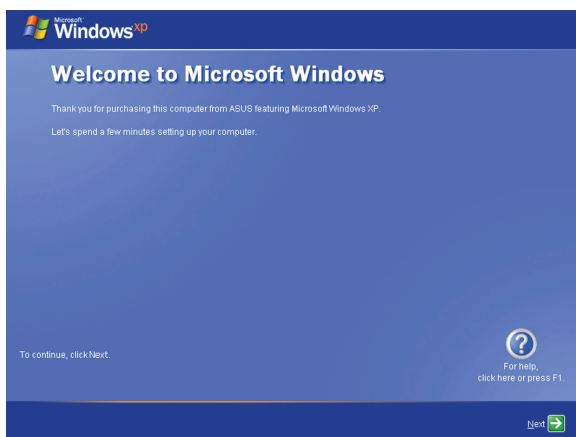 Microsoft
Windows xp
Welcome to Microsoft Windows
Thank you for purchasing this computer from ASUS featuring Microsoft Windows XP.
Let's spend a few minutes setting up your computer.
To continue, click Next.
?
For help,
click here or press F1.
Next